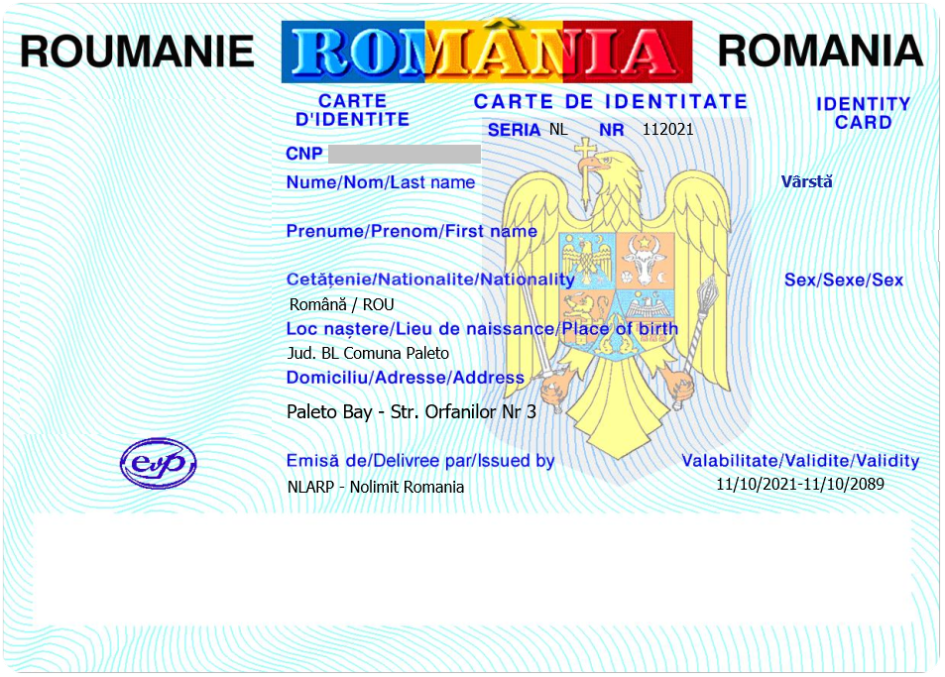 ROUMANIE ROMÂNIA ROMANIA
CARTE D'IDENTITE
CARTE DE IDENTITATE
IDENTITY CARD
SERIA NL NR 112021
CNP
Nume/Nom/Last name Vârstă
Prenume/Prenom/First name
Cetăţenie/Nationalite/Nationality Sex/Sexe/Sex
Română / ROU
Loc naştere/Lieu de naissance/Place of birth
Jud. BL Comuna Paleto
Domiciliu/Adresse/Address
Paleto Bay - Str. Orfanilor Nr 3
evp
Emisă de/Delivree par/Issued by Valabilitate/Validite/Validity
NLARP - Nolimit Romania 11/10/2021-11/10/2089